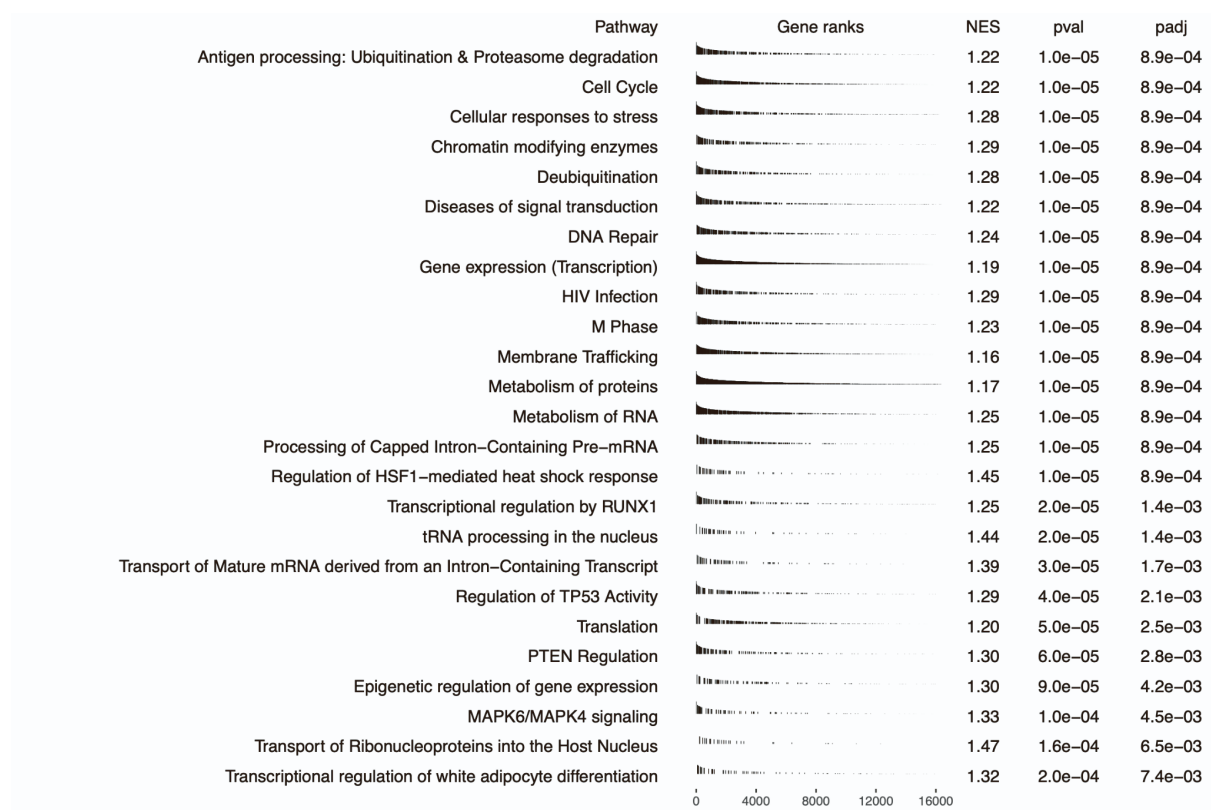 Pathway Gene ranks NES pval padj
Antigen processing: Ubiquitination & Proteasome degradation 1.22 1.0e−05 8.9e−04
Cell Cycle 1.22 1.0e−05 8.9e−04
Cellular responses to stress 1.28 1.0e−05 8.9e−04
Chromatin modifying enzymes 1.29 1.0e−05 8.9e−04
Deubiquitination 1.28 1.0e−05 8.9e−04
Diseases of signal transduction 1.22 1.0e−05 8.9e−04
DNA Repair 1.24 1.0e−05 8.9e−04
Gene expression (Transcription) 1.19 1.0e−05 8.9e−04
HIV Infection 1.29 1.0e−05 8.9e−04
M Phase 1.23 1.0e−05 8.9e−04
Membrane Trafficking 1.16 1.0e−05 8.9e−04
Metabolism of proteins 1.17 1.0e−05 8.9e−04
Metabolism of RNA 1.25 1.0e−05 8.9e−04
Processing of Capped Intron−Containing Pre−mRNA 1.25 1.0e−05 8.9e−04
Regulation of HSF1−mediated heat shock response 1.45 1.0e−05 8.9e−04
Transcriptional regulation by RUNX1 1.25 2.0e−05 1.4e−03
tRNA processing in the nucleus 1.44 2.0e−05 1.4e−03
Transport of Mature mRNA derived from an Intron−Containing Transcript 1.39 3.0e−05 1.7e−03
Regulation of TP53 Activity 1.29 4.0e−05 2.1e−03
Translation 1.20 5.0e−05 2.5e−03
PTEN Regulation 1.30 6.0e−05 2.8e−03
Epigenetic regulation of gene expression 1.30 9.0e−05 4.2e−03
MAPK6/MAPK4 signaling 1.33 1.0e−04 4.5e−03
Transport of Ribonucleoproteins into the Host Nucleus 1.47 1.6e−04 6.5e−03
Transcriptional regulation of white adipocyte differentiation 1.32 2.0e−04 7.4e−03
0 4000 8000 12000 16000